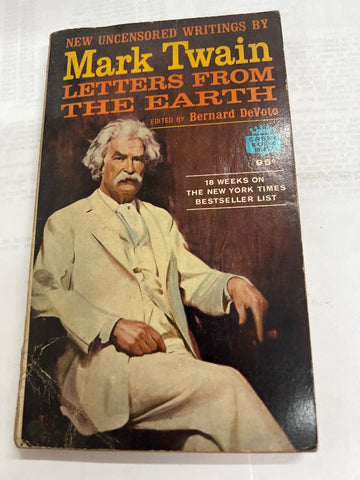 NEW UNCENSORED WRITINGS BY
Mark Twain
LETTERS FROM
THE EARTH
EDITED BY Bernard DeVoto
95¢
18 WEEKS ON
THE NEW YORK TIMES
BESTSELLER LIST